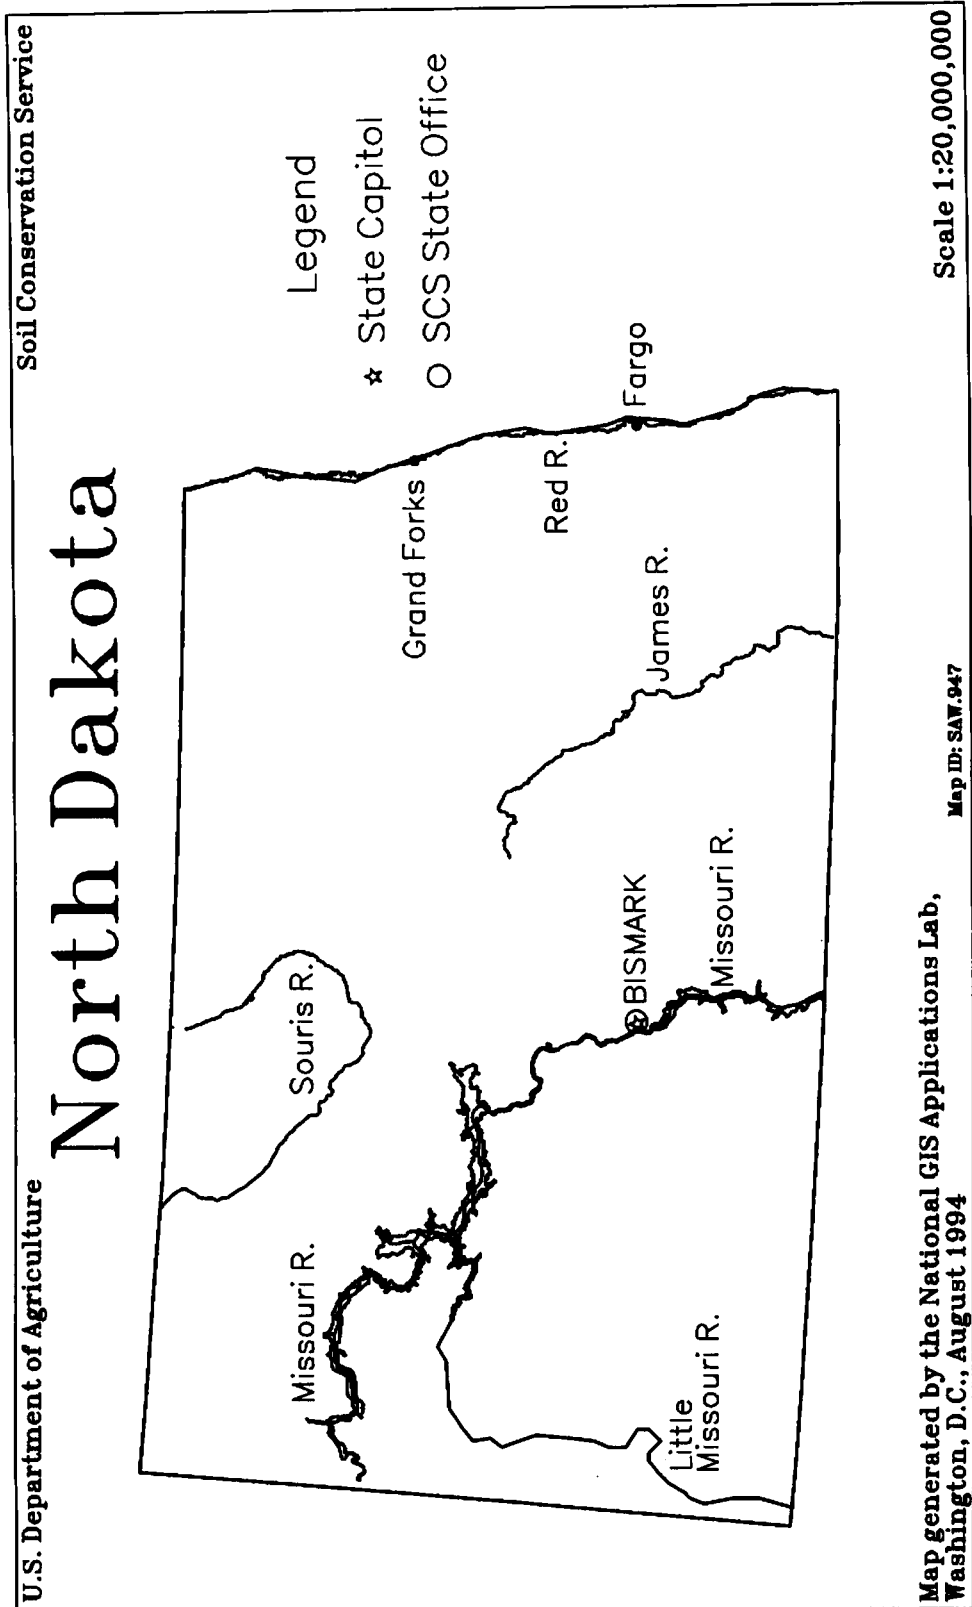 U.S. Department of Agriculture
Soil Conservation Service
North Dakota
Legend
☆ State Capitol
○ SCS State Office
Souris R.
Missouri R.
Grand Forks
Red R.
Fargo
James R.
BISMARK
Missouri R.
Little
Missouri R.
Map generated by the National GIS Applications Lab,
Washington, D.C., August 1994
Map ID: SAW.947
Scale 1:20,000,000